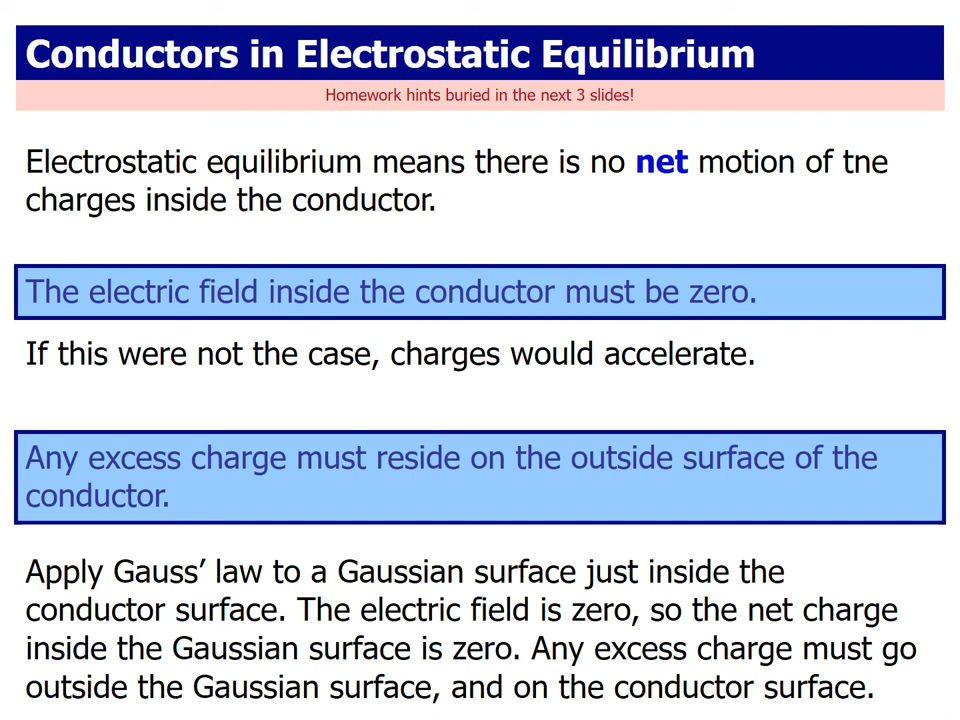 Conductors in Electrostatic Equilibrium
Homework hints buried in the next 3 slides!
Electrostatic equilibrium means there is no net motion of tne
charges inside the conductor.
The electric field inside the conductor must be zero.
If this were not the case, charges would accelerate.
Any excess charge must reside on the outside surface of the
conductor.
Apply Gauss’ law to a Gaussian surface just inside the
conductor surface. The electric field is zero, so the net charge
inside the Gaussian surface is zero. Any excess charge must go
outside the Gaussian surface, and on the conductor surface.